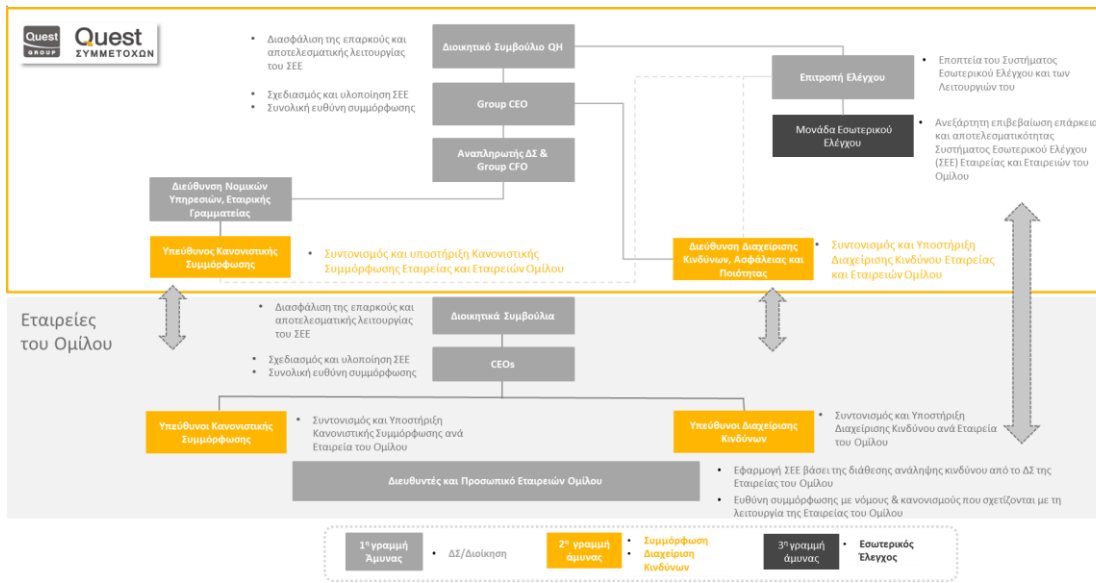 Quest
GROUP
Quest
ΣΥΜΜΕΤΟΧΩΝ
• Διασφάλιση της επαρκούς και
αποτελεσματικής λειτουργίας
του ΣΕΕ
Διοικητικό Συμβούλιο QH
Επιτροπή Ελέγχου
• Εποπτεία του Συστήματος
Εσωτερικού Ελέγχου και των
Λειτουργιών του
• Σχεδιασμός και υλοποίηση ΣΕΕ
• Συνολική ευθύνη συμμόρφωσης
Group CEO
Μονάδα Εσωτερικού
Ελέγχου
• Ανεξάρτητη επιβεβαίωση επάρκεια
και αποτελεσματικότητας
Συστήματος Εσωτερικού Ελέγχου
(ΣΕΕ) Εταιρείας και Εταιρειών του
Ομίλου
Αναπληρωτής ΔΣ &
Group CFO
Διεύθυνση Νομικών
Υπηρεσιών, Εταιρικής
Γραμματείας
Υπεύθυνος Κανονιστικής
Συμμόρφωσης
• Συντονισμός και υποστήριξη Κανονιστικής
Συμμόρφωσης Εταιρείας και Εταιρειών Ομίλου
Διεύθυνση Διαχείρισης
Κινδύνων, Ασφάλειας και
Ποιότητας
• Συντονισμός και Υποστήριξη
Διαχείρισης Κινδύνου Εταιρείας
και Εταιρειών Ομίλου
Εταιρείες
του Ομίλου
• Διασφάλιση της επαρκούς και
αποτελεσματικής λειτουργίας
του ΣΕΕ
Διοικητικά Συμβούλια
• Σχεδιασμός και υλοποίηση ΣΕΕ
• Συνολική ευθύνη συμμόρφωσης
CEOs
Υπεύθυνοι Κανονιστικής
Συμμόρφωσης
• Συντονισμός και Υποστήριξη
Κανονιστικής Συμμόρφωσης ανά
Εταιρεία του Ομίλου
Υπεύθυνοι Διαχείρισης
Κινδύνων
• Συντονισμός και Υποστήριξη
Διαχείρισης Κινδύνου ανά Εταιρεία
του Ομίλου
Διευθυντές και Προσωπικό Εταιρειών Ομίλου
• Εφαρμογή ΣΕΕ βάσει της διάθεσης ανάληψης κινδύνου από το ΔΣ της
Εταιρείας του Ομίλου
• Ευθύνη συμμόρφωσης με νόμους & κανονισμούς που σχετίζονται με τη
λειτουργία της Εταιρείας του Ομίλου
1η γραμμή
Άμυνας
• ΔΣ/Διοίκηση
2η γραμμή
άμυνας
• Συμμόρφωση
• Διαχείριση
Κινδύνων
3η γραμμή
άμυνας
• Εσωτερικός
Έλεγχος